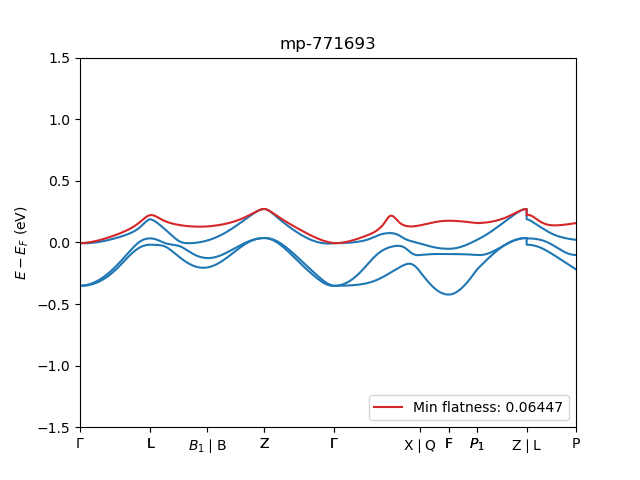 mp-771693
E − E_F (eV)
1.5
1.0
0.5
0.0
−0.5
−1.0
−1.5
Min flatness: 0.06447
Γ L B₁ | B Z Γ X | Q F P₁ Z | L P